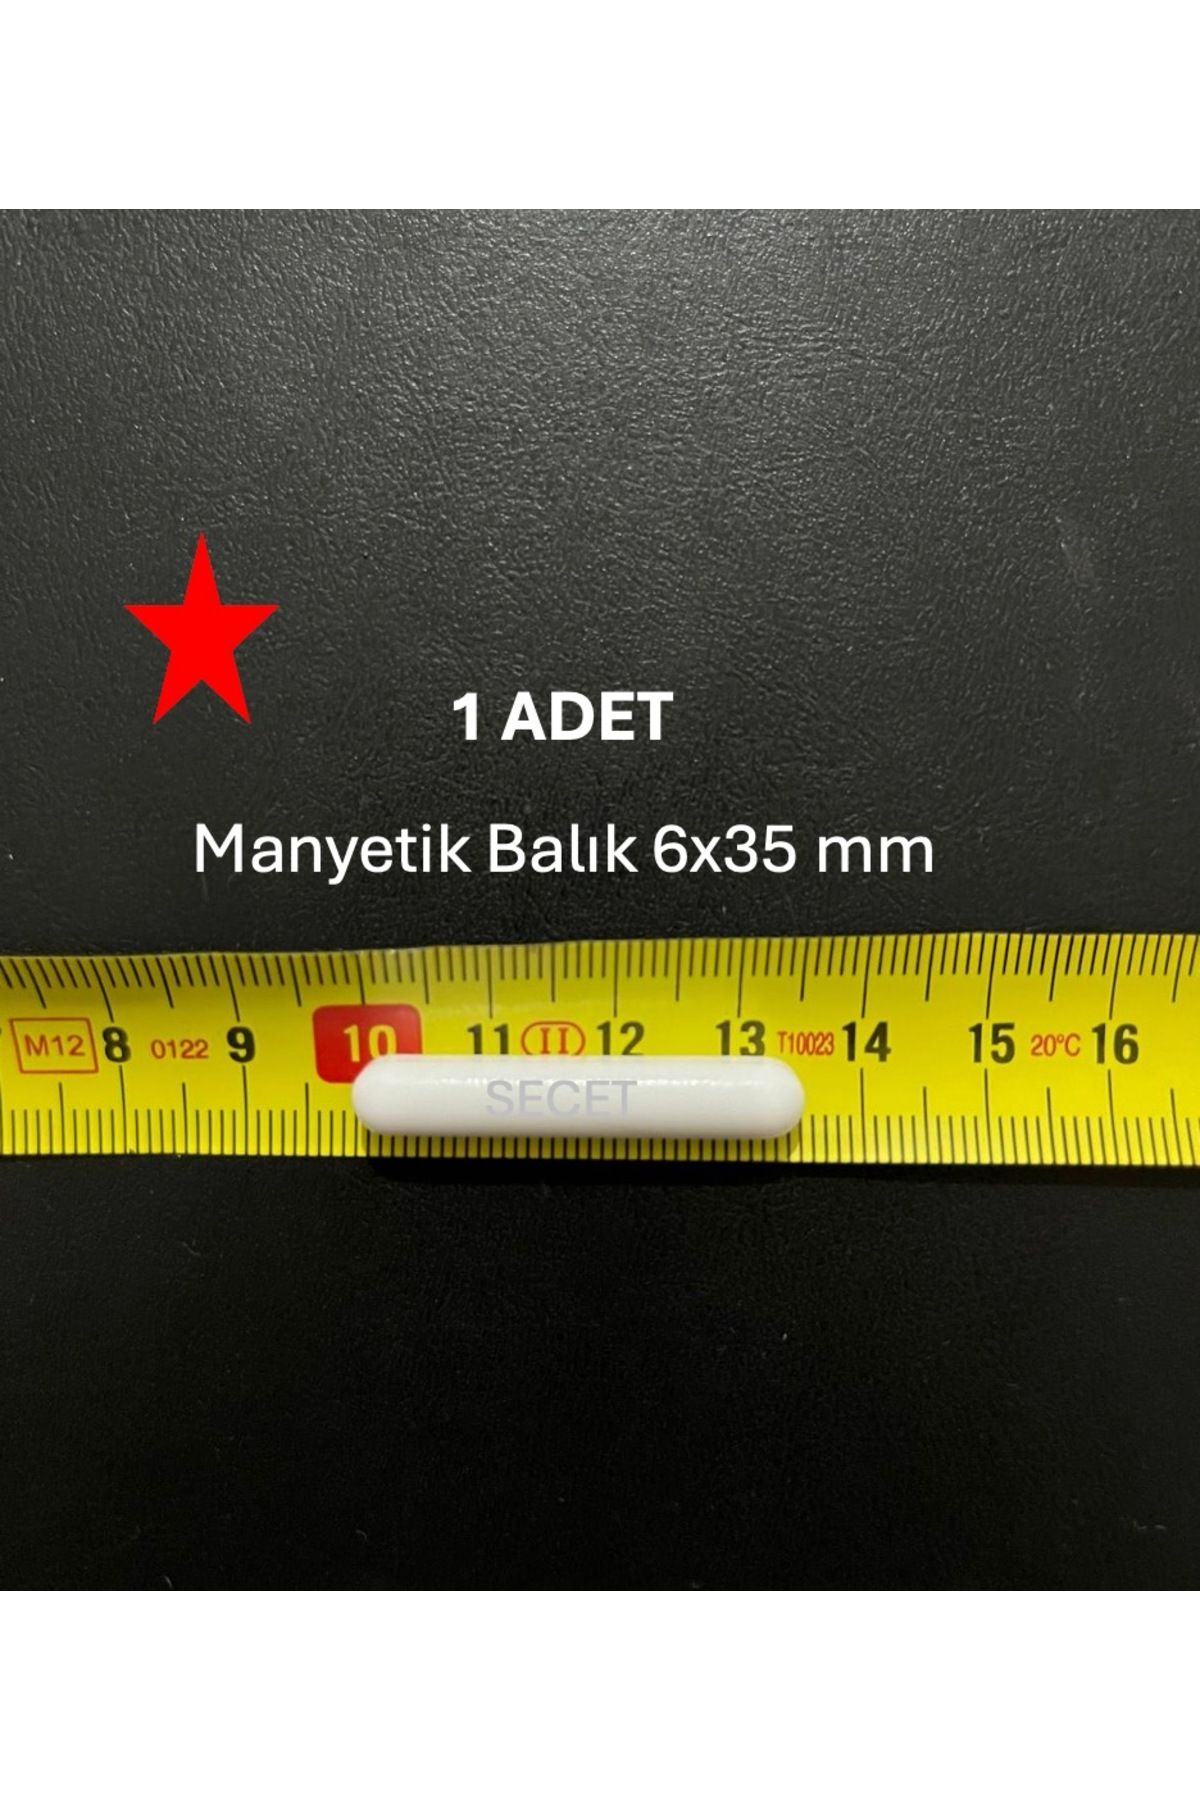 1 ADET
Manyetik Balık 6x35 mm
M12 8 0122 9 10 11 II 12 13 T10023 14 15 20°C 16
SECET